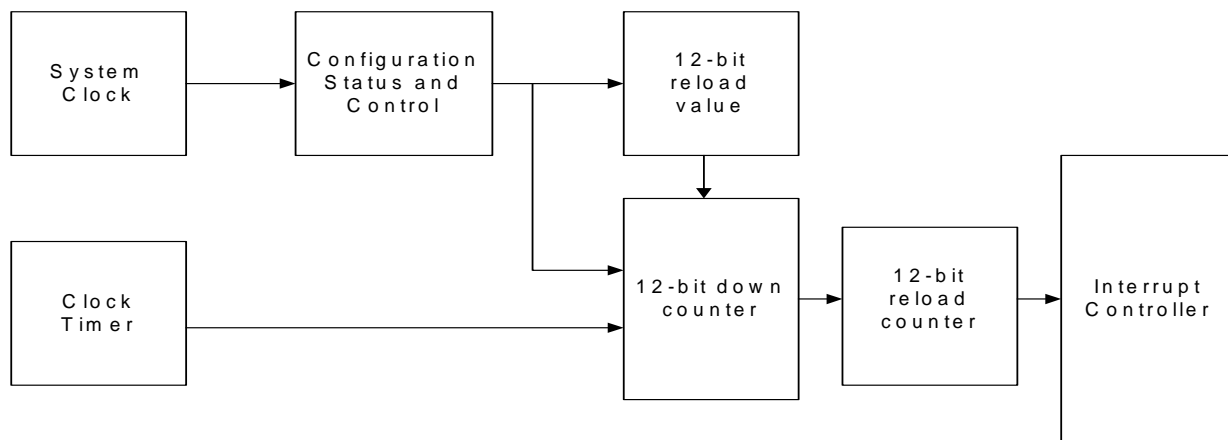 System
Clock
Configuration
Status and
Control
12-bit
reload
value
Clock
Timer
12-bit down
counter
12-bit
reload
counter
Interrupt
Controller